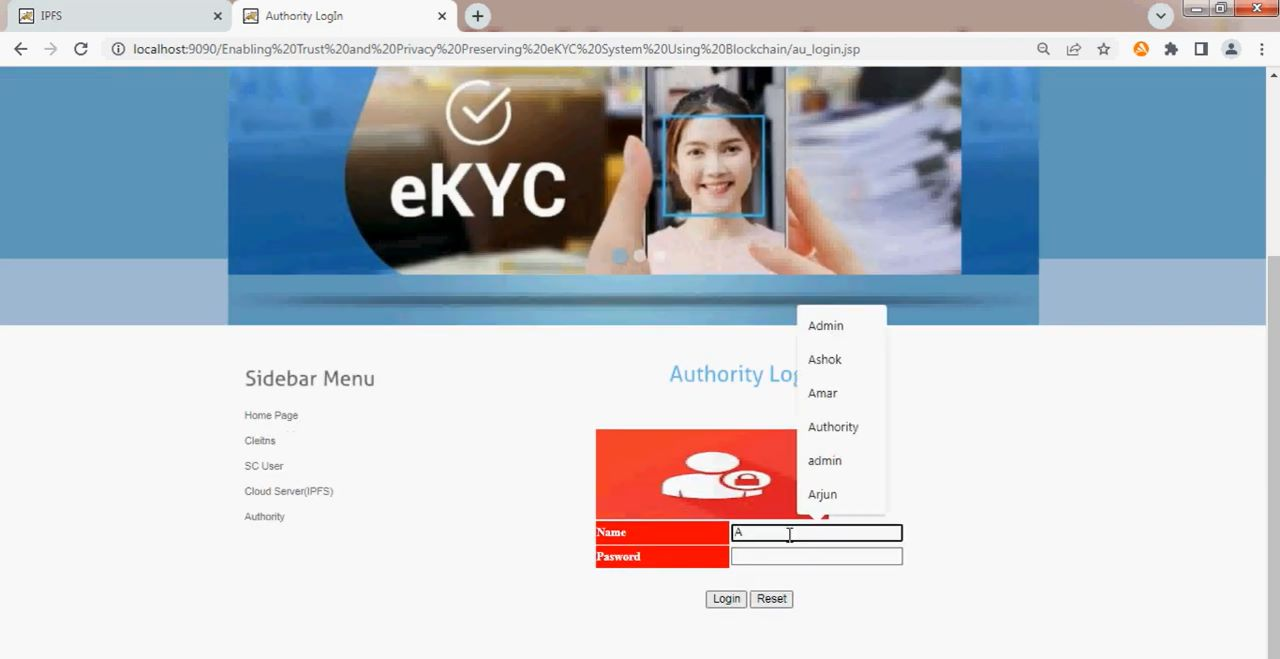 IPFS
Authority LogIn
localhost:9090/Enabling%20Trust%20and%20Privacy%20Preserving%20eKYC%20System%20Using%20Blockchain/au_login.jsp
eKYC
Sidebar Menu
Home Page
Cleitns
SC User
Cloud Server(IPFS)
Authority
Authority Log
Admin
Ashok
Amar
Authority
admin
Arjun
Name A
Pasword
Login Reset